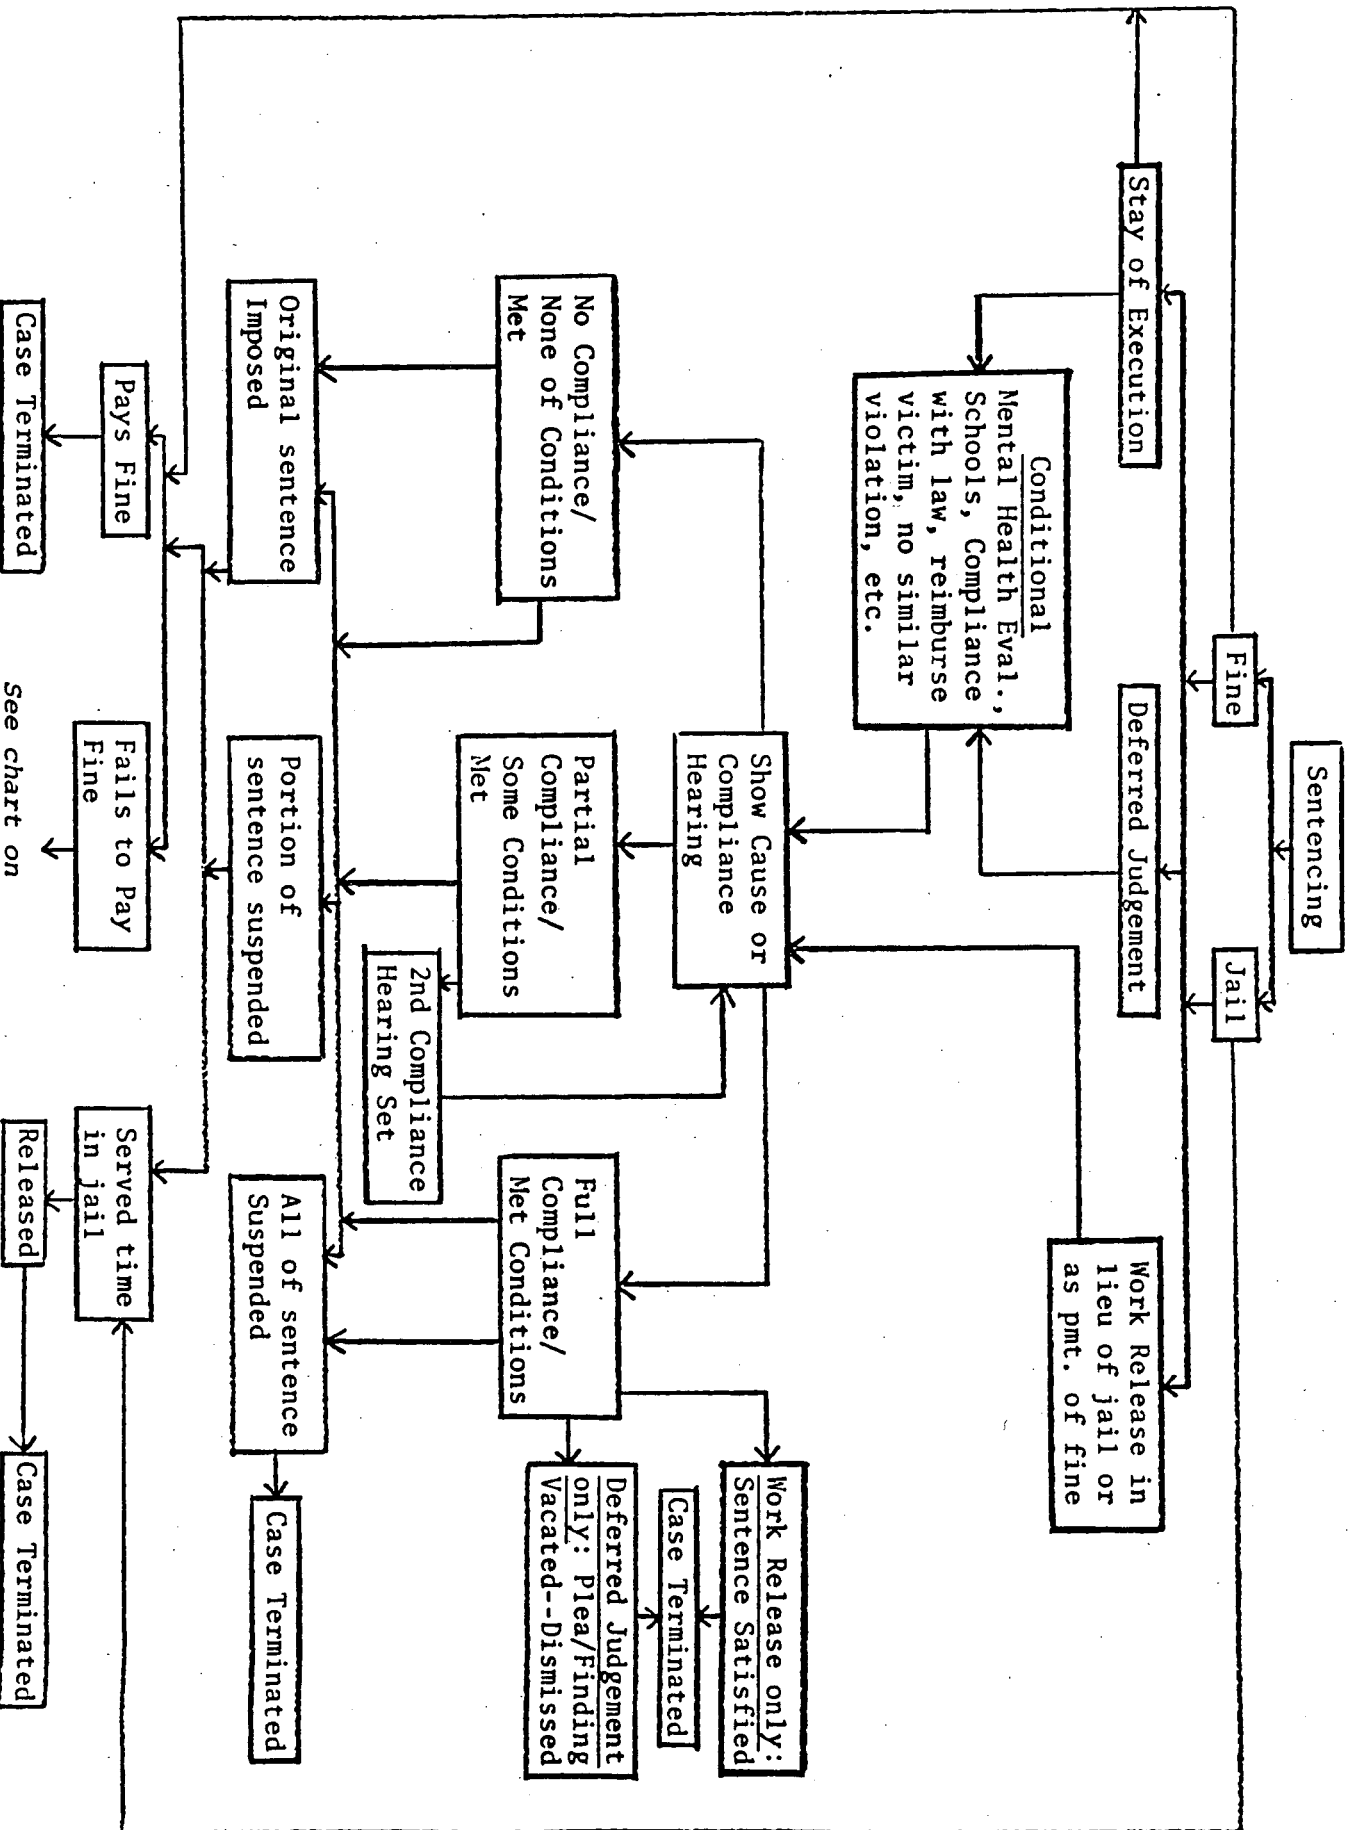 Sentencing
Fine
Jail
Stay of Execution
Deferred Judgement
Work Release in
lieu of jail or
as pmt. of fine
Conditional
Mental Health Eval.,
Schools, Compliance
with law, reimburse
victim, no similar
violation, etc.
Show Cause or
Compliance
Hearing
Work Release only:
Sentence Satisfied
Case Terminated
Deferred Judgement
only: Plea/Finding
Vacated--Dismissed
No Compliance/
None of Conditions
Met
Partial
Compliance/
Some Conditions
Met
Full
Compliance/
Met Conditions
2nd Compliance
Hearing Set
Original sentence
Imposed
Portion of
sentence suspended
All of sentence
Suspended
Case Terminated
Pays Fine
Fails to Pay
Fine
Served time
in jail
Case Terminated
See chart on
Released
Case Terminated